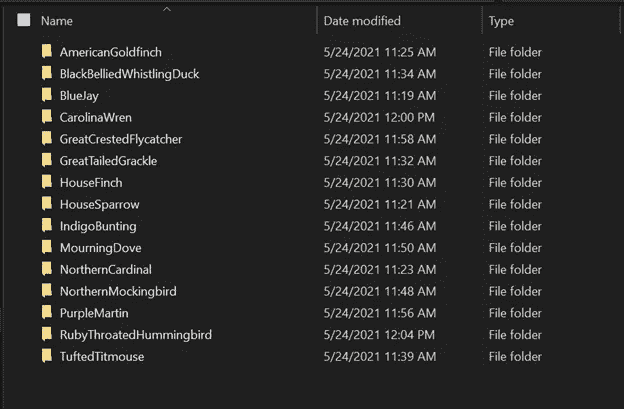 Name Date modified Type
AmericanGoldfinch 5/24/2021 11:25 AM File folder
BlackBelliedWhistlingDuck 5/24/2021 11:34 AM File folder
BlueJay 5/24/2021 11:19 AM File folder
CarolinaWren 5/24/2021 12:00 PM File folder
GreatCrestedFlycatcher 5/24/2021 11:58 AM File folder
GreatTailedGrackle 5/24/2021 11:32 AM File folder
HouseFinch 5/24/2021 11:30 AM File folder
HouseSparrow 5/24/2021 11:21 AM File folder
IndigoBunting 5/24/2021 11:46 AM File folder
MourningDove 5/24/2021 11:50 AM File folder
NorthernCardinal 5/24/2021 11:23 AM File folder
NorthernMockingbird 5/24/2021 11:48 AM File folder
PurpleMartin 5/24/2021 11:56 AM File folder
RubyThroatedHummingbird 5/24/2021 12:04 PM File folder
TuftedTitmouse 5/24/2021 11:39 AM File folder